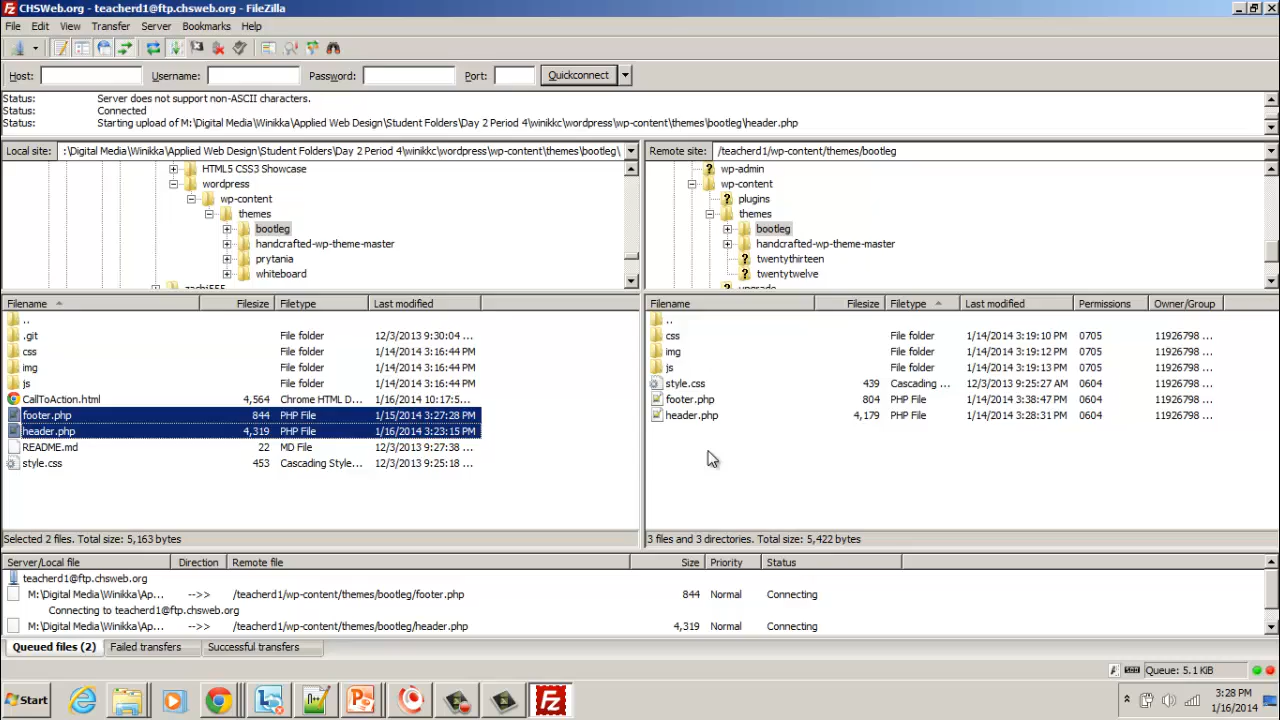 CHSWeb.org - teacherd1@ftp.chsweb.org - FileZilla
File Edit View Transfer Server Bookmarks Help
Host: Username: Password: Port: Quickconnect
Status: Server does not support non-ASCII characters.
Status: Connected
Status: Starting upload of M:\Digital Media\Winikka\Applied Web Design\Student Folders\Day 2 Period 4\winikkc\wordpress\wp-content\themes\bootleg\header.php
Local site: :\Digital Media\Winikka\Applied Web Design\Student Folders\Day 2 Period 4\winikkc\wordpress\wp-content\themes\bootleg\
HTML5 CSS3 Showcase
wordpress
wp-content
themes
bootleg
handcrafted-wp-theme-master
prytania
whiteboard
zachi555
Remote site: /teacherd1/wp-content/themes/bootleg
wp-admin
wp-content
plugins
themes
bootleg
handcrafted-wp-theme-master
twentythirteen
twentytwelve
upgrade
Filename Filesize Filetype Last modified
..
.git File folder 12/3/2013 9:30:04 ...
css File folder 1/14/2014 3:16:44 PM
img File folder 1/14/2014 3:16:44 PM
js File folder 1/14/2014 3:16:44 PM
CallToAction.html 4,564 Chrome HTML D... 1/16/2014 10:17:5...
footer.php 844 PHP File 1/15/2014 3:27:28 PM
header.php 4,319 PHP File 1/16/2014 3:23:15 PM
README.md 22 MD File 12/3/2013 9:27:38 ...
style.css 453 Cascading Style... 12/3/2013 9:25:18 ...
Selected 2 files. Total size: 5,163 bytes
Filename Filesize Filetype Last modified Permissions Owner/Group
..
css File folder 1/14/2014 3:19:10 PM 0705 11926798 ...
img File folder 1/14/2014 3:19:12 PM 0705 11926798 ...
js File folder 1/14/2014 3:19:13 PM 0705 11926798 ...
style.css 439 Cascading ... 12/3/2013 9:25:27 AM 0604 11926798 ...
footer.php 804 PHP File 1/14/2014 3:38:47 PM 0604 11926798 ...
header.php 4,179 PHP File 1/14/2014 3:28:31 PM 0604 11926798 ...
3 files and 3 directories. Total size: 5,422 bytes
Server/Local file Direction Remote file Size Priority Status
teacherd1@ftp.chsweb.org
M:\Digital Media\Winikka\Ap... -->> /teacherd1/wp-content/themes/bootleg/footer.php 844 Normal Connecting
Connecting to teacherd1@ftp.chsweb.org
M:\Digital Media\Winikka\Ap... -->> /teacherd1/wp-content/themes/bootleg/header.php 4,319 Normal Connecting
Queued files (2) Failed transfers Successful transfers
Queue: 5.1 KiB
Start
3:28 PM
1/16/2014